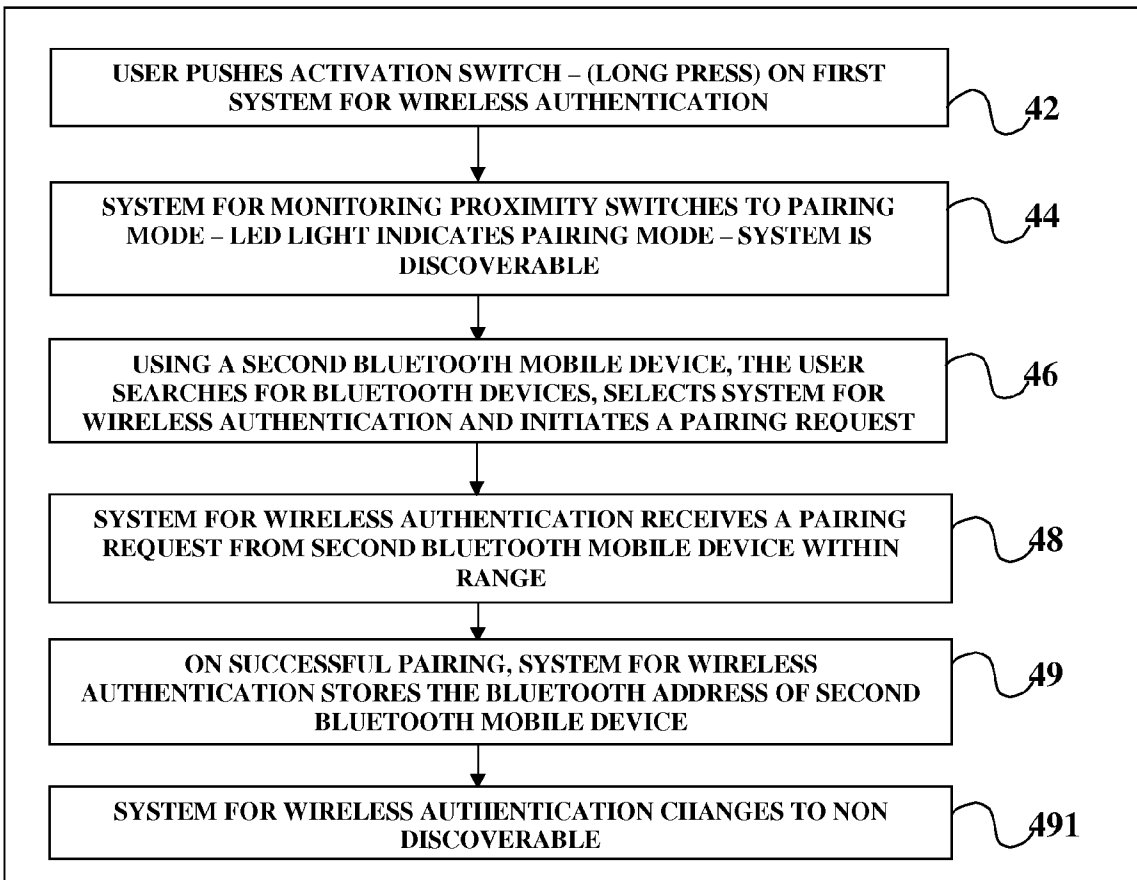 USER PUSHES ACTIVATION SWITCH – (LONG PRESS) ON FIRST
SYSTEM FOR WIRELESS AUTHENTICATION
42
SYSTEM FOR MONITORING PROXIMITY SWITCHES TO PAIRING
MODE – LED LIGHT INDICATES PAIRING MODE – SYSTEM IS
DISCOVERABLE
44
USING A SECOND BLUETOOTH MOBILE DEVICE, THE USER
SEARCHES FOR BLUETOOTH DEVICES, SELECTS SYSTEM FOR
WIRELESS AUTHENTICATION AND INITIATES A PAIRING REQUEST
46
SYSTEM FOR WIRELESS AUTHENTICATION RECEIVES A PAIRING
REQUEST FROM SECOND BLUETOOTH MOBILE DEVICE WITHIN
RANGE
48
ON SUCCESSFUL PAIRING, SYSTEM FOR WIRELESS
AUTHENTICATION STORES THE BLUETOOTH ADDRESS OF SECOND
BLUETOOTH MOBILE DEVICE
49
SYSTEM FOR WIRELESS AUTHENTICATION CHANGES TO NON
DISCOVERABLE
491